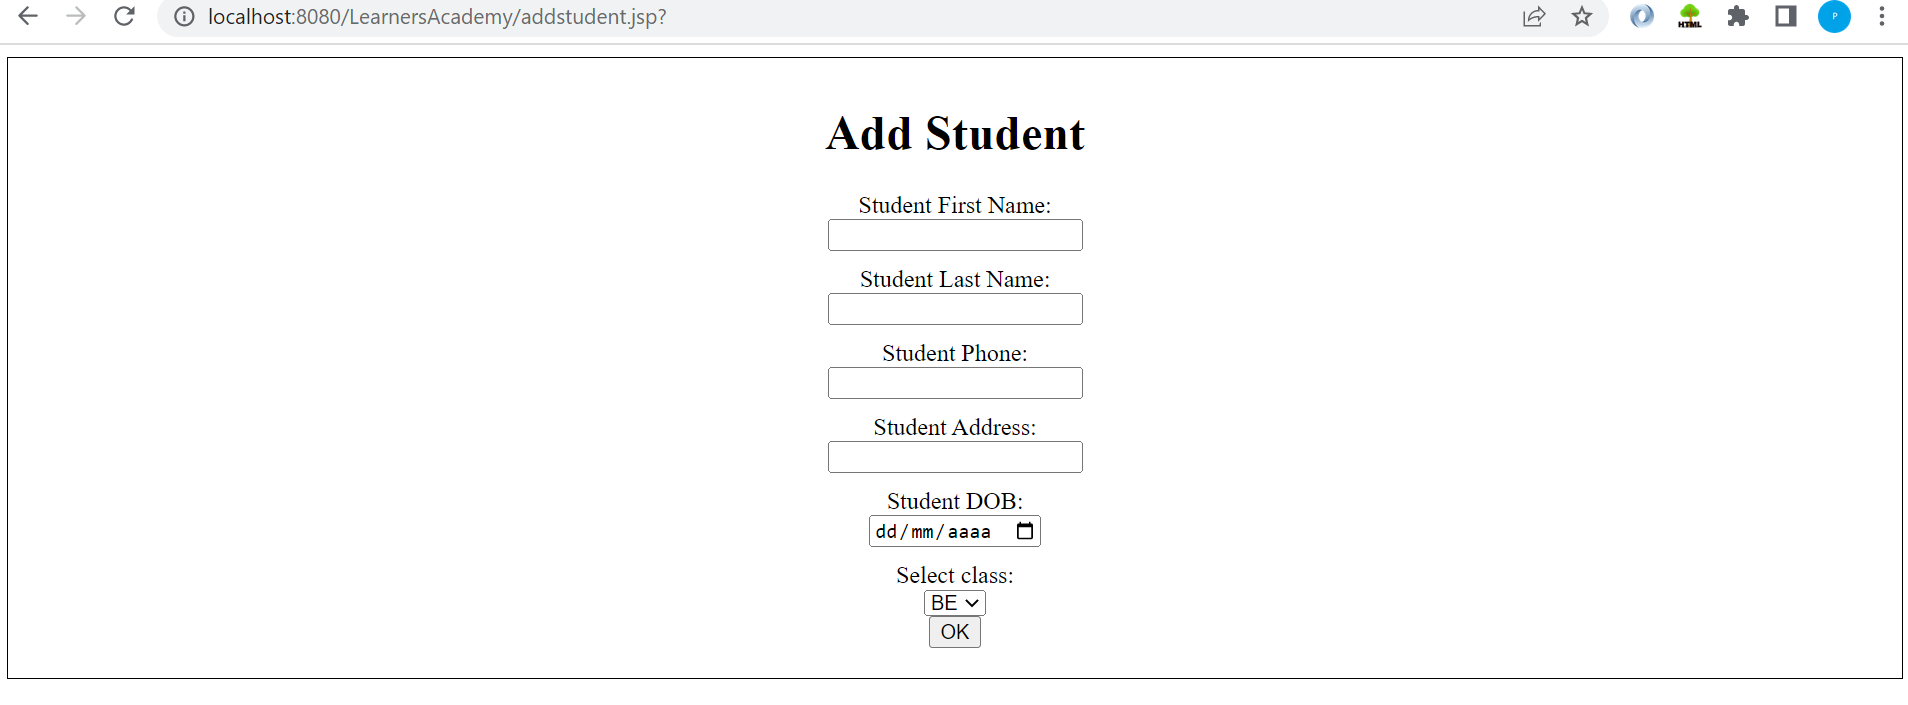 localhost:8080/LearnersAcademy/addstudent.jsp?
HTML
P
Add Student
Student First Name:
Student Last Name:
Student Phone:
Student Address:
Student DOB:
dd/mm/aaaa
Select class:
BE
OK